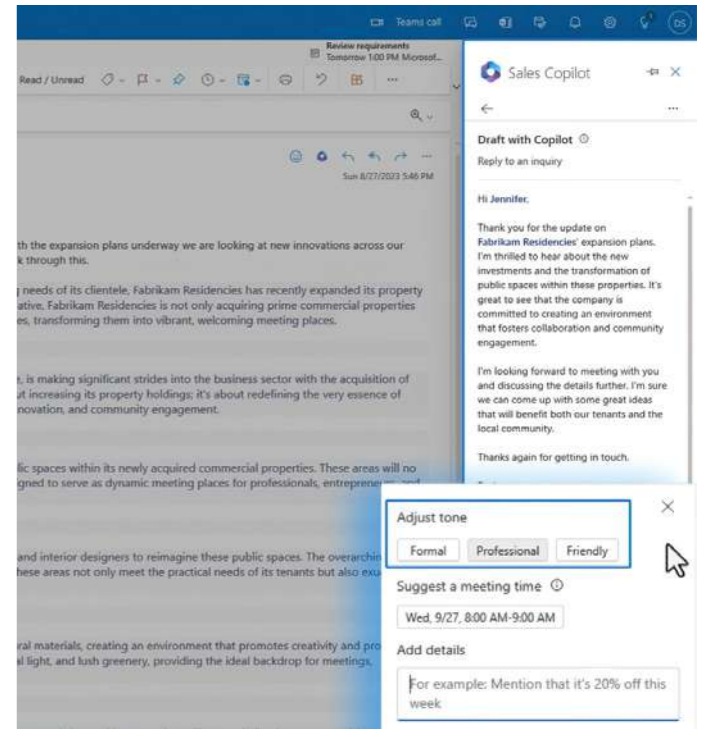 Teams call
DS
Review requirements
Tomorrow 1:00 PM Microsof...
Read / Unread
Sun 8/27/2023 5:46 PM
th the expansion plans underway we are looking at new innovations across our
k through this.
needs of its clientele, Fabrikam Residencies has recently expanded its property
ative, Fabrikam Residencies is not only acquiring prime commercial properties
es, transforming them into vibrant, welcoming meeting places.
e, is making significant strides into the business sector with the acquisition of
ut increasing its property holdings; it's about redefining the very essence of
novation, and community engagement.
lic spaces within its newly acquired commercial properties. These areas will no
igned to serve as dynamic meeting places for professionals,
and interior designers to reimagine these public spaces. The
hese areas not only meet the practical needs of its tenants but also
ral materials, creating an environment that promotes creativity and
al light, and lush greenery, providing the ideal backdrop for meetings,
Sales Copilot
Draft with Copilot
Reply to an inquiry
Hi Jennifer,
Thank you for the update on
Fabrikam Residencies' expansion plans.
I'm thrilled to hear about the new
investments and the transformation of
public spaces within these properties. It's
great to see that the company is
committed to creating an environment
that fosters collaboration and community
engagement.
I'm looking forward to meeting with you
and discussing the details further. I'm sure
we can come up with some great ideas
that will benefit both our tenants and the
local community.
Thanks again for getting in touch.
Adjust tone
Formal Professional Friendly
Suggest a meeting time
Wed, 9/27, 8:00 AM-9:00 AM
Add details
For example: Mention that it's 20% off this
week